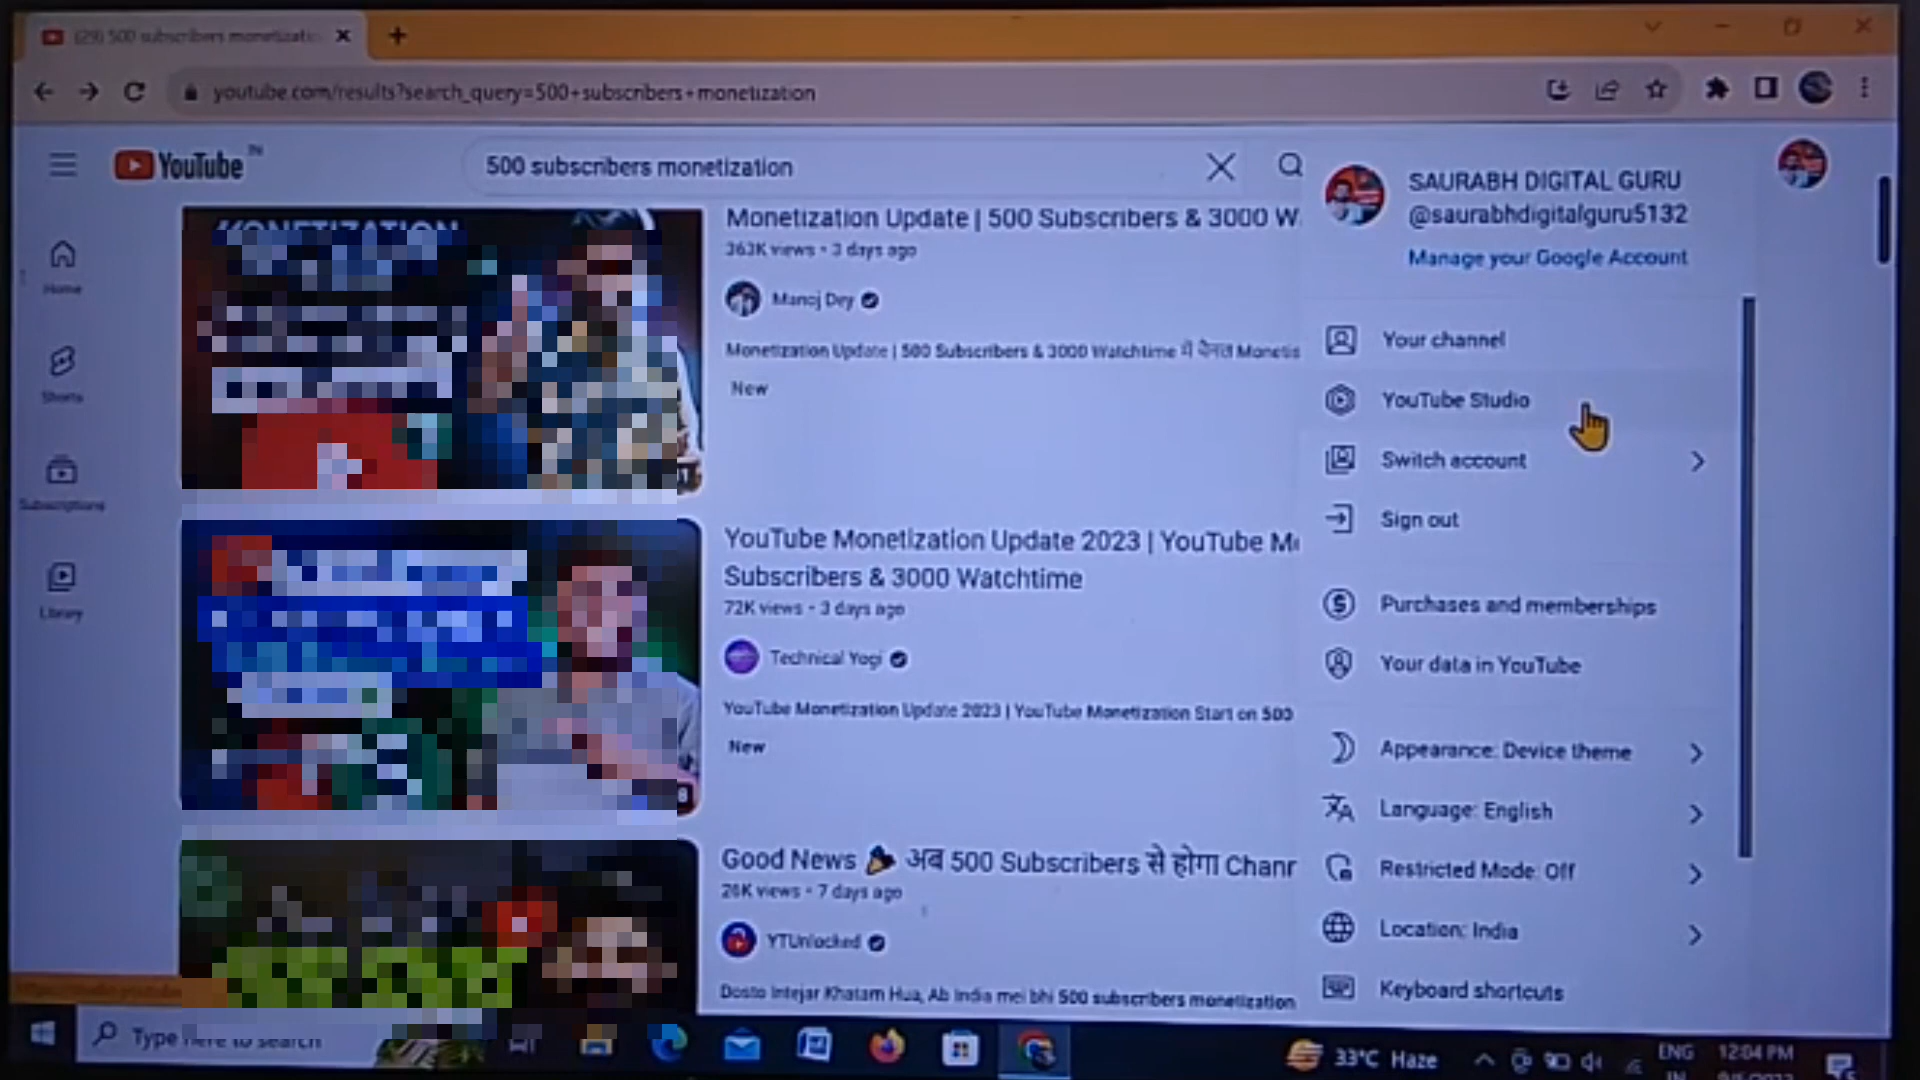 (29) 500 subscribers monetizatio
youtube.com/results?search_query=500+subscribers+monetization
YouTube IN
500 subscribers monetization
SAURABH DIGITAL GURU
@saurabhdigitalguru5132
Manage your Google Account
Home
Shorts
Subscriptions
Library
MONETIZATION
Monetization Update | 500 Subscribers & 3000 W
363K views • 3 days ago
Manoj Dey
Monetization Update | 500 Subscribers & 3000 Watchtime में चैनल Monetis
New
YouTube Monetization Update 2023 | YouTube Mo
Subscribers & 3000 Watchtime
72K views • 3 days ago
Technical Yogi
YouTube Monetization Update 2023 | YouTube Monetization Start on 500
New
Good News 🎉 अब 500 Subscribers से होगा Chann
26K views • 7 days ago
YTUnlocked
Dosto Intejar Khatam Hua, Ab India mei bhi 500 subscribers monetization
Your channel
YouTube Studio
Switch account
Sign out
Purchases and memberships
Your data in YouTube
Appearance: Device theme
Language: English
Restricted Mode: Off
Location: India
Keyboard shortcuts
Type here to search
33°C Haze
ENG
IN
12:04 PM